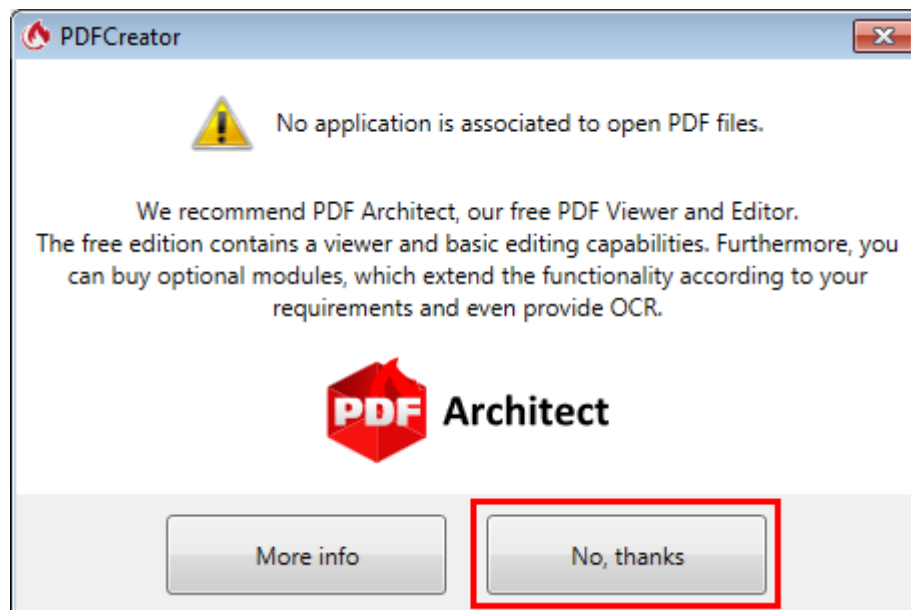 PDFCreator
No application is associated to open PDF files.
We recommend PDF Architect, our free PDF Viewer and Editor.
The free edition contains a viewer and basic editing capabilities. Furthermore, you
can buy optional modules, which extend the functionality according to your
requirements and even provide OCR.
PDF Architect
More info
No, thanks